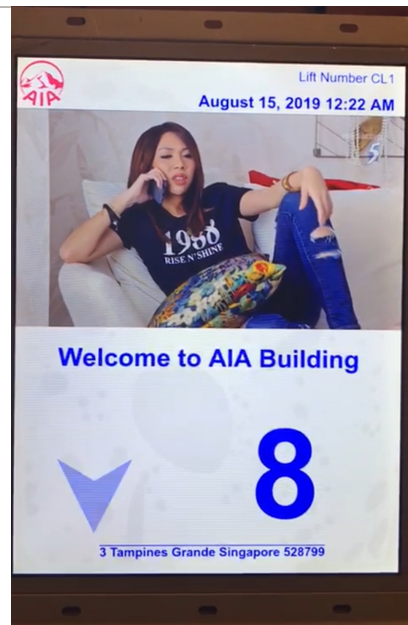 AIA
Lift Number CL1
August 15, 2019 12:22 AM
5
1988
RISE N'SHINE
Welcome to AIA Building
8
3 Tampines Grande Singapore 528799